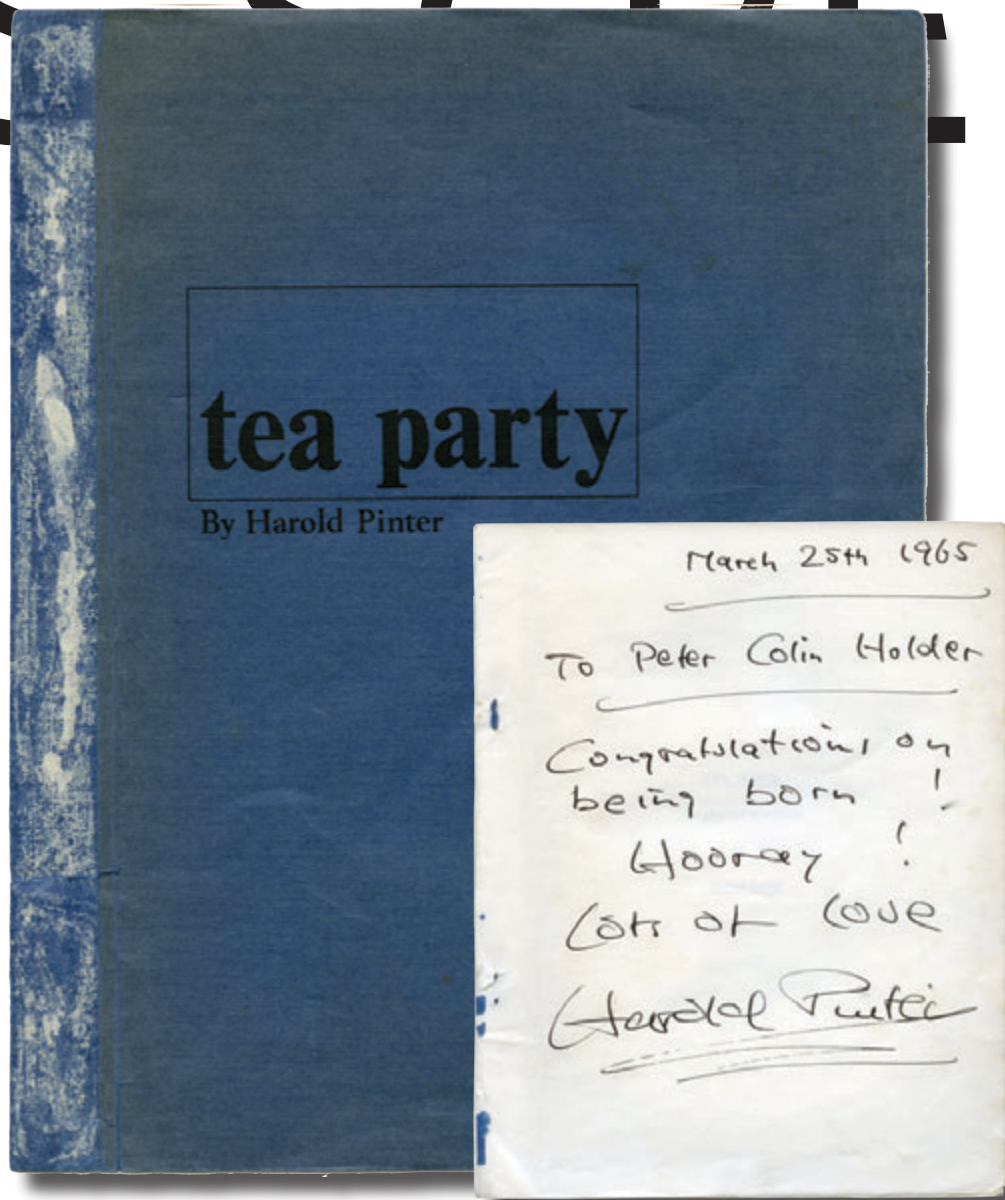 tea party
By Harold Pinter
March 25th 1965
To Peter Colin Holder
Congratulations on
being born !
Hooray !
Lots of love
Harold Pinter